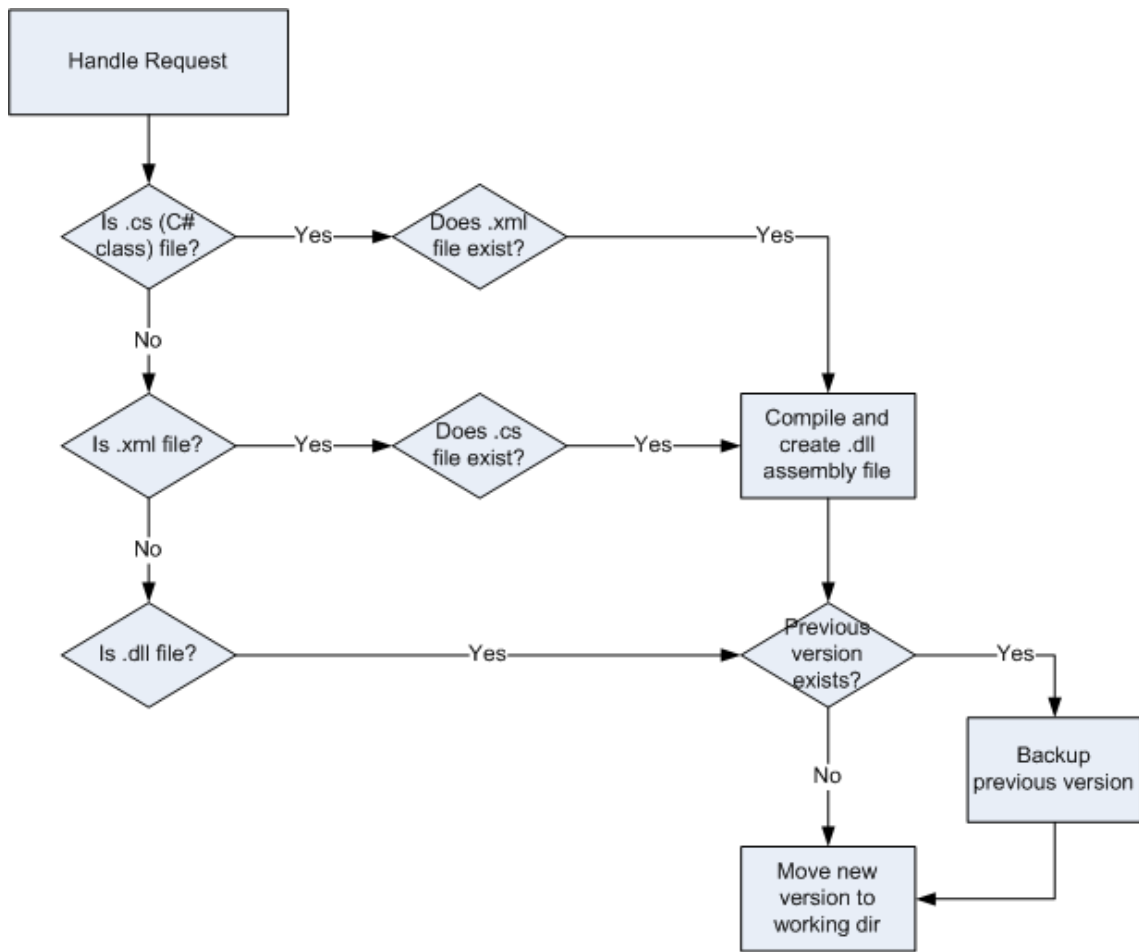 Handle Request
Is .cs (C#
class) file?
Yes
Does .xml
file exist?
Yes
No
Is .xml file?
Yes
Does .cs
file exist?
Yes
Compile and
create .dll
assembly file
No
Is .dll file?
Yes
Previous
version
exists?
Yes
No
Backup
previous version
Move new
version to
working dir